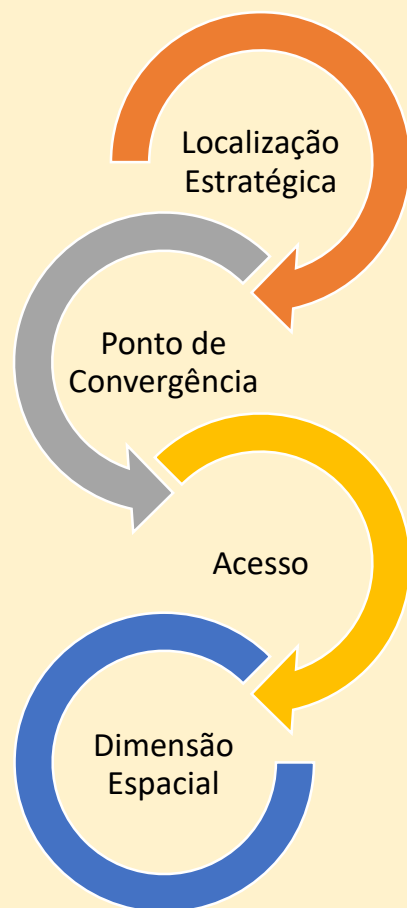 Localização
Estratégica
Ponto de
Convergência
Acesso
Dimensão
Espacial